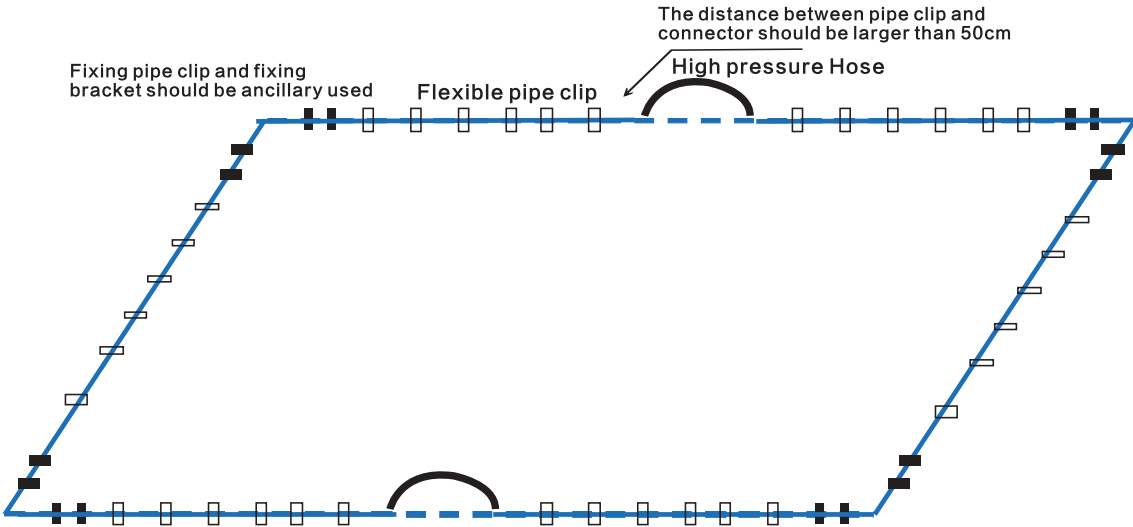 The distance between pipe clip and
connector should be larger than 50cm
High pressure Hose
Fixing pipe clip and fixing
bracket should be ancillary used
Flexible pipe clip